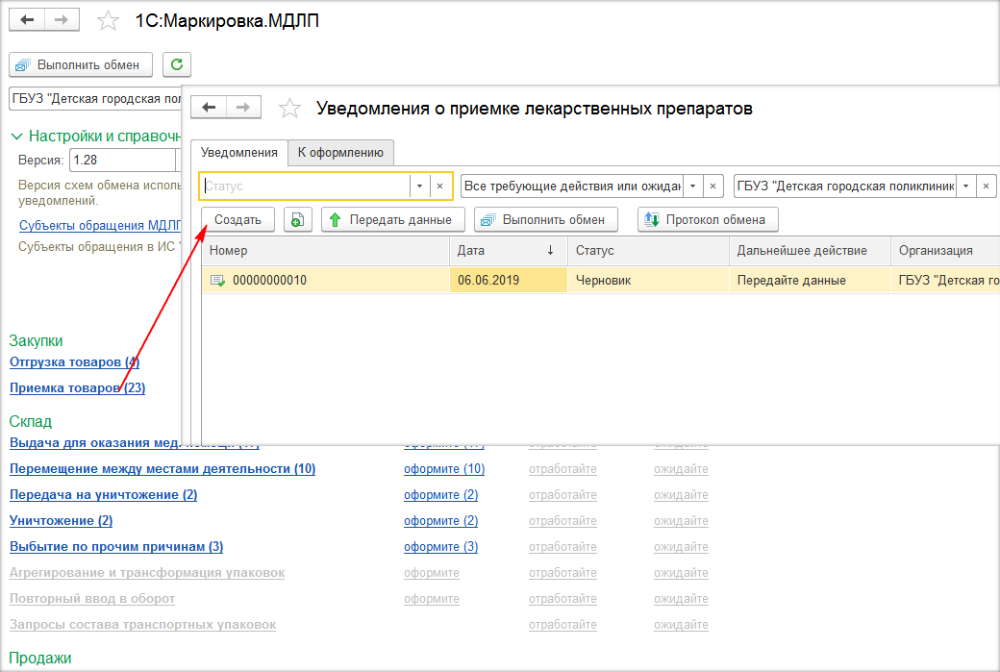 1С:Маркировка.МДЛП
Выполнить обмен
ГБУЗ "Детская городская пол
Настройки и справочн
Версия: 1.28
Версия схем обмена исполь
уведомлений.
Субъекты обращения МДЛП
Субъекты обращения в ИС "
Уведомления о приемке лекарственных препаратов
Уведомления К оформлению
Статус Все требующие действия или ожидан ГБУЗ "Детская городская поликлиник
Создать Передать данные Выполнить обмен Протокол обмена
Номер Дата ↓ Статус Дальнейшее действие Организация
00000000010 06.06.2019 Черновик Передайте данные ГБУЗ "Детская го
Закупки
Отгрузка товаров (4)
Приемка товаров (23)
Склад
Выдача для оказания мед. помощи
Перемещение между местами деятельности (10) оформите (10) отработайте ожидайте
Передача на уничтожение (2) оформите (2) отработайте ожидайте
Уничтожение (2) оформите (2) отработайте ожидайте
Выбытие по прочим причинам (3) оформите (3) отработайте ожидайте
Агрегирование и трансформация упаковок оформите отработайте ожидайте
Повторный ввод в оборот оформите отработайте ожидайте
Запросы состава транспортных упаковок отработайте ожидайте
Продажи